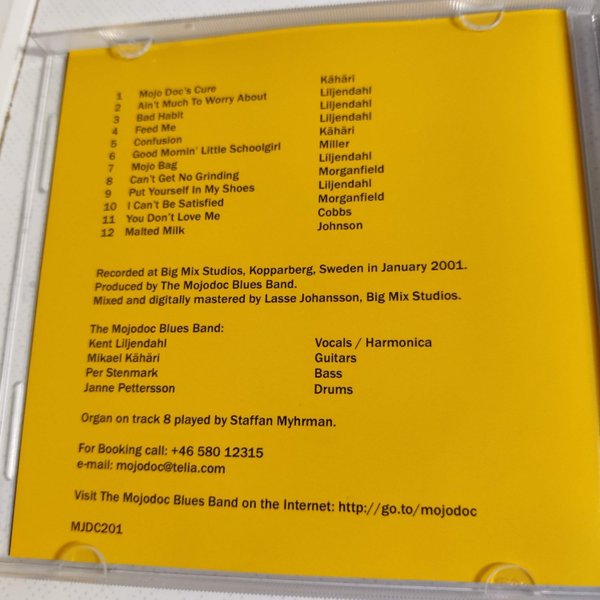 1 Mojo Doc's Cure Kähäri
2 Ain't Much To Worry About Liljendahl
3 Bad Habit Liljendahl
4 Feed Me Liljendahl
5 Confusion Kähäri
6 Good Mornin' Little Schoolgirl Miller
7 Mojo Bag Liljendahl
8 Can't Get No Grinding Morganfield
9 Put Yourself In My Shoes Liljendahl
10 I Can't Be Satisfied Morganfield
11 You Don't Love Me Cobbs
12 Malted Milk Johnson
Recorded at Big Mix Studios, Kopparberg, Sweden in January 2001.
Produced by The Mojodoc Blues Band.
Mixed and digitally mastered by Lasse Johansson, Big Mix Studios.
The Mojodoc Blues Band:
Kent Liljendahl Vocals / Harmonica
Mikael Kähäri Guitars
Per Stenmark Bass
Janne Pettersson Drums
Organ on track 8 played by Staffan Myhrman.
For Booking call: +46 580 12315
e-mail: mojodoc@telia.com
Visit The Mojodoc Blues Band on the Internet: http://go.to/mojodoc
MJDC201